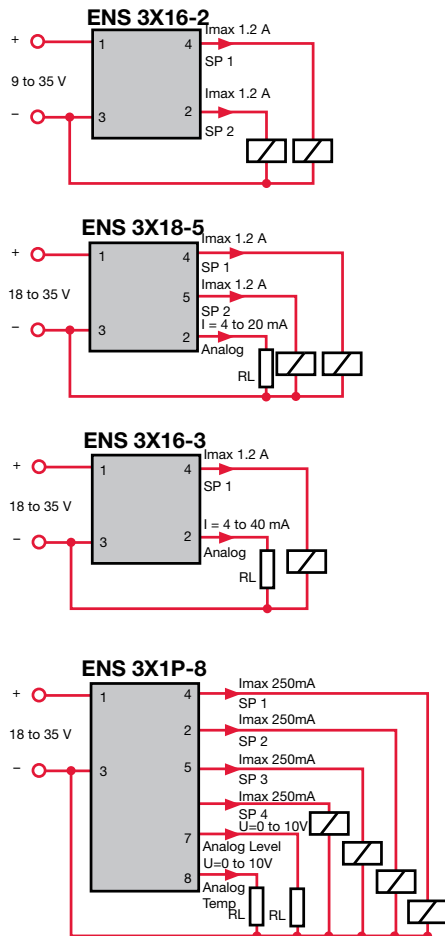 ENS 3X16-2
+ 1 4 Imax 1.2 A
SP 1
9 to 35 V
Imax 1.2 A
− 3 2
SP 2
ENS 3X18-5
+ 1 4 Imax 1.2 A
SP 1
Imax 1.2 A
18 to 35 V 5
SP 2
I = 4 to 20 mA
− 3 2
Analog
RL
ENS 3X16-3
+ 1 4 Imax 1.2 A
SP 1
18 to 35 V
I = 4 to 40 mA
− 3 2
Analog
RL
ENS 3X1P-8
+ 1 4 Imax 250mA
SP 1
Imax 250mA
18 to 35 V 2
SP 2
Imax 250mA
− 3 5
SP 3
Imax 250mA
SP 4
U=0 to 10V
7
Analog Level
U=0 to 10V
8
Analog
Temp
RL RL